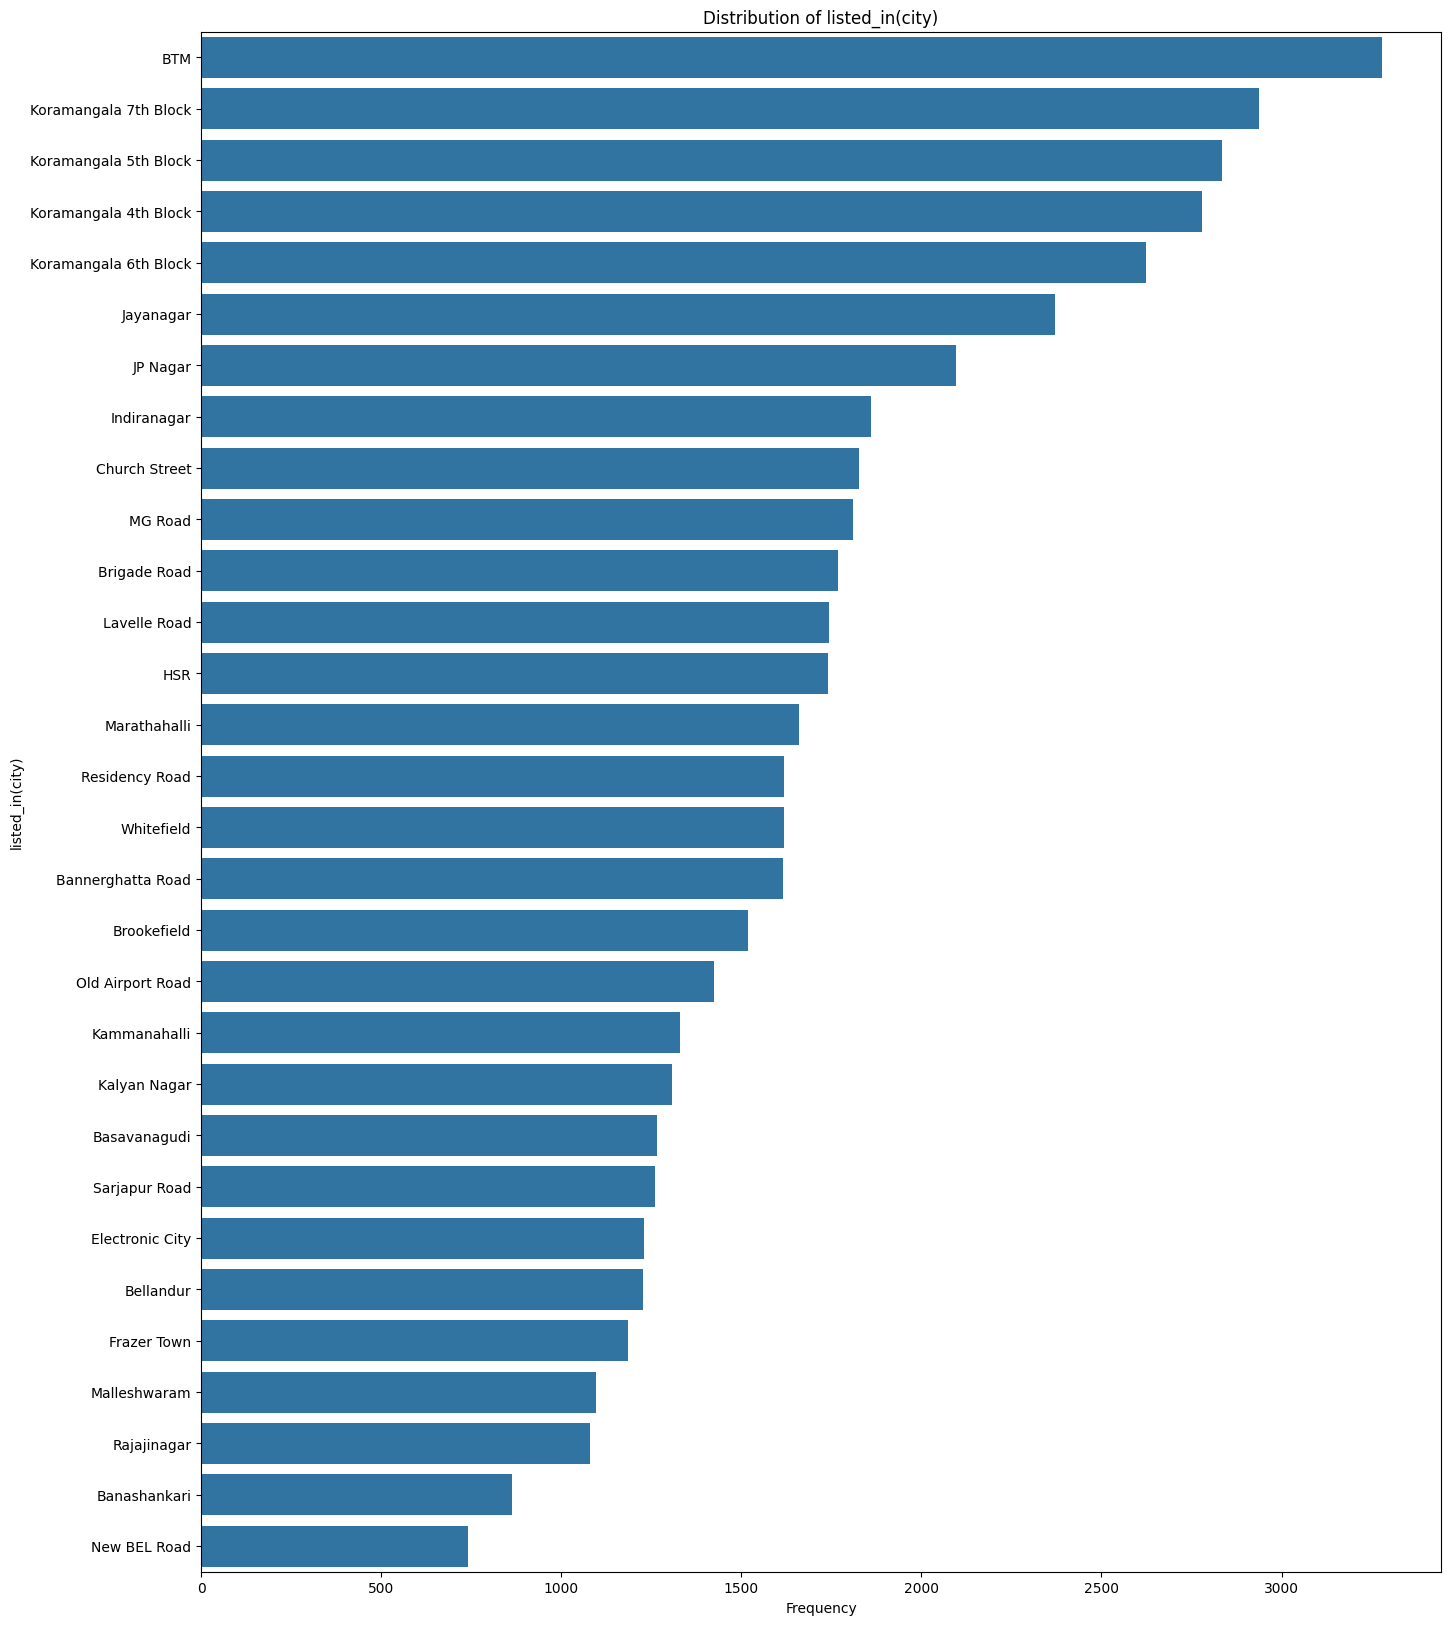 Distribution of listed_in(city)
BTM
Koramangala 7th Block
Koramangala 5th Block
Koramangala 4th Block
Koramangala 6th Block
Jayanagar
JP Nagar
Indiranagar
Church Street
MG Road
Brigade Road
Lavelle Road
HSR
Marathahalli
Residency Road
Whitefield
Bannerghatta Road
Brookefield
Old Airport Road
Kammanahalli
Kalyan Nagar
Basavanagudi
Sarjapur Road
Electronic City
Bellandur
Frazer Town
Malleshwaram
Rajajinagar
Banashankari
New BEL Road
listed_in(city)
0 500 1000 1500 2000 2500 3000
Frequency